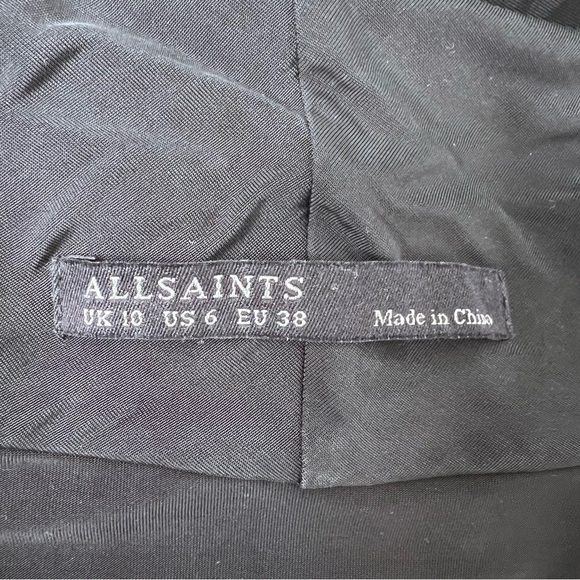 ALLSAINTS
UK 10 US 6 EU 38 Made in China